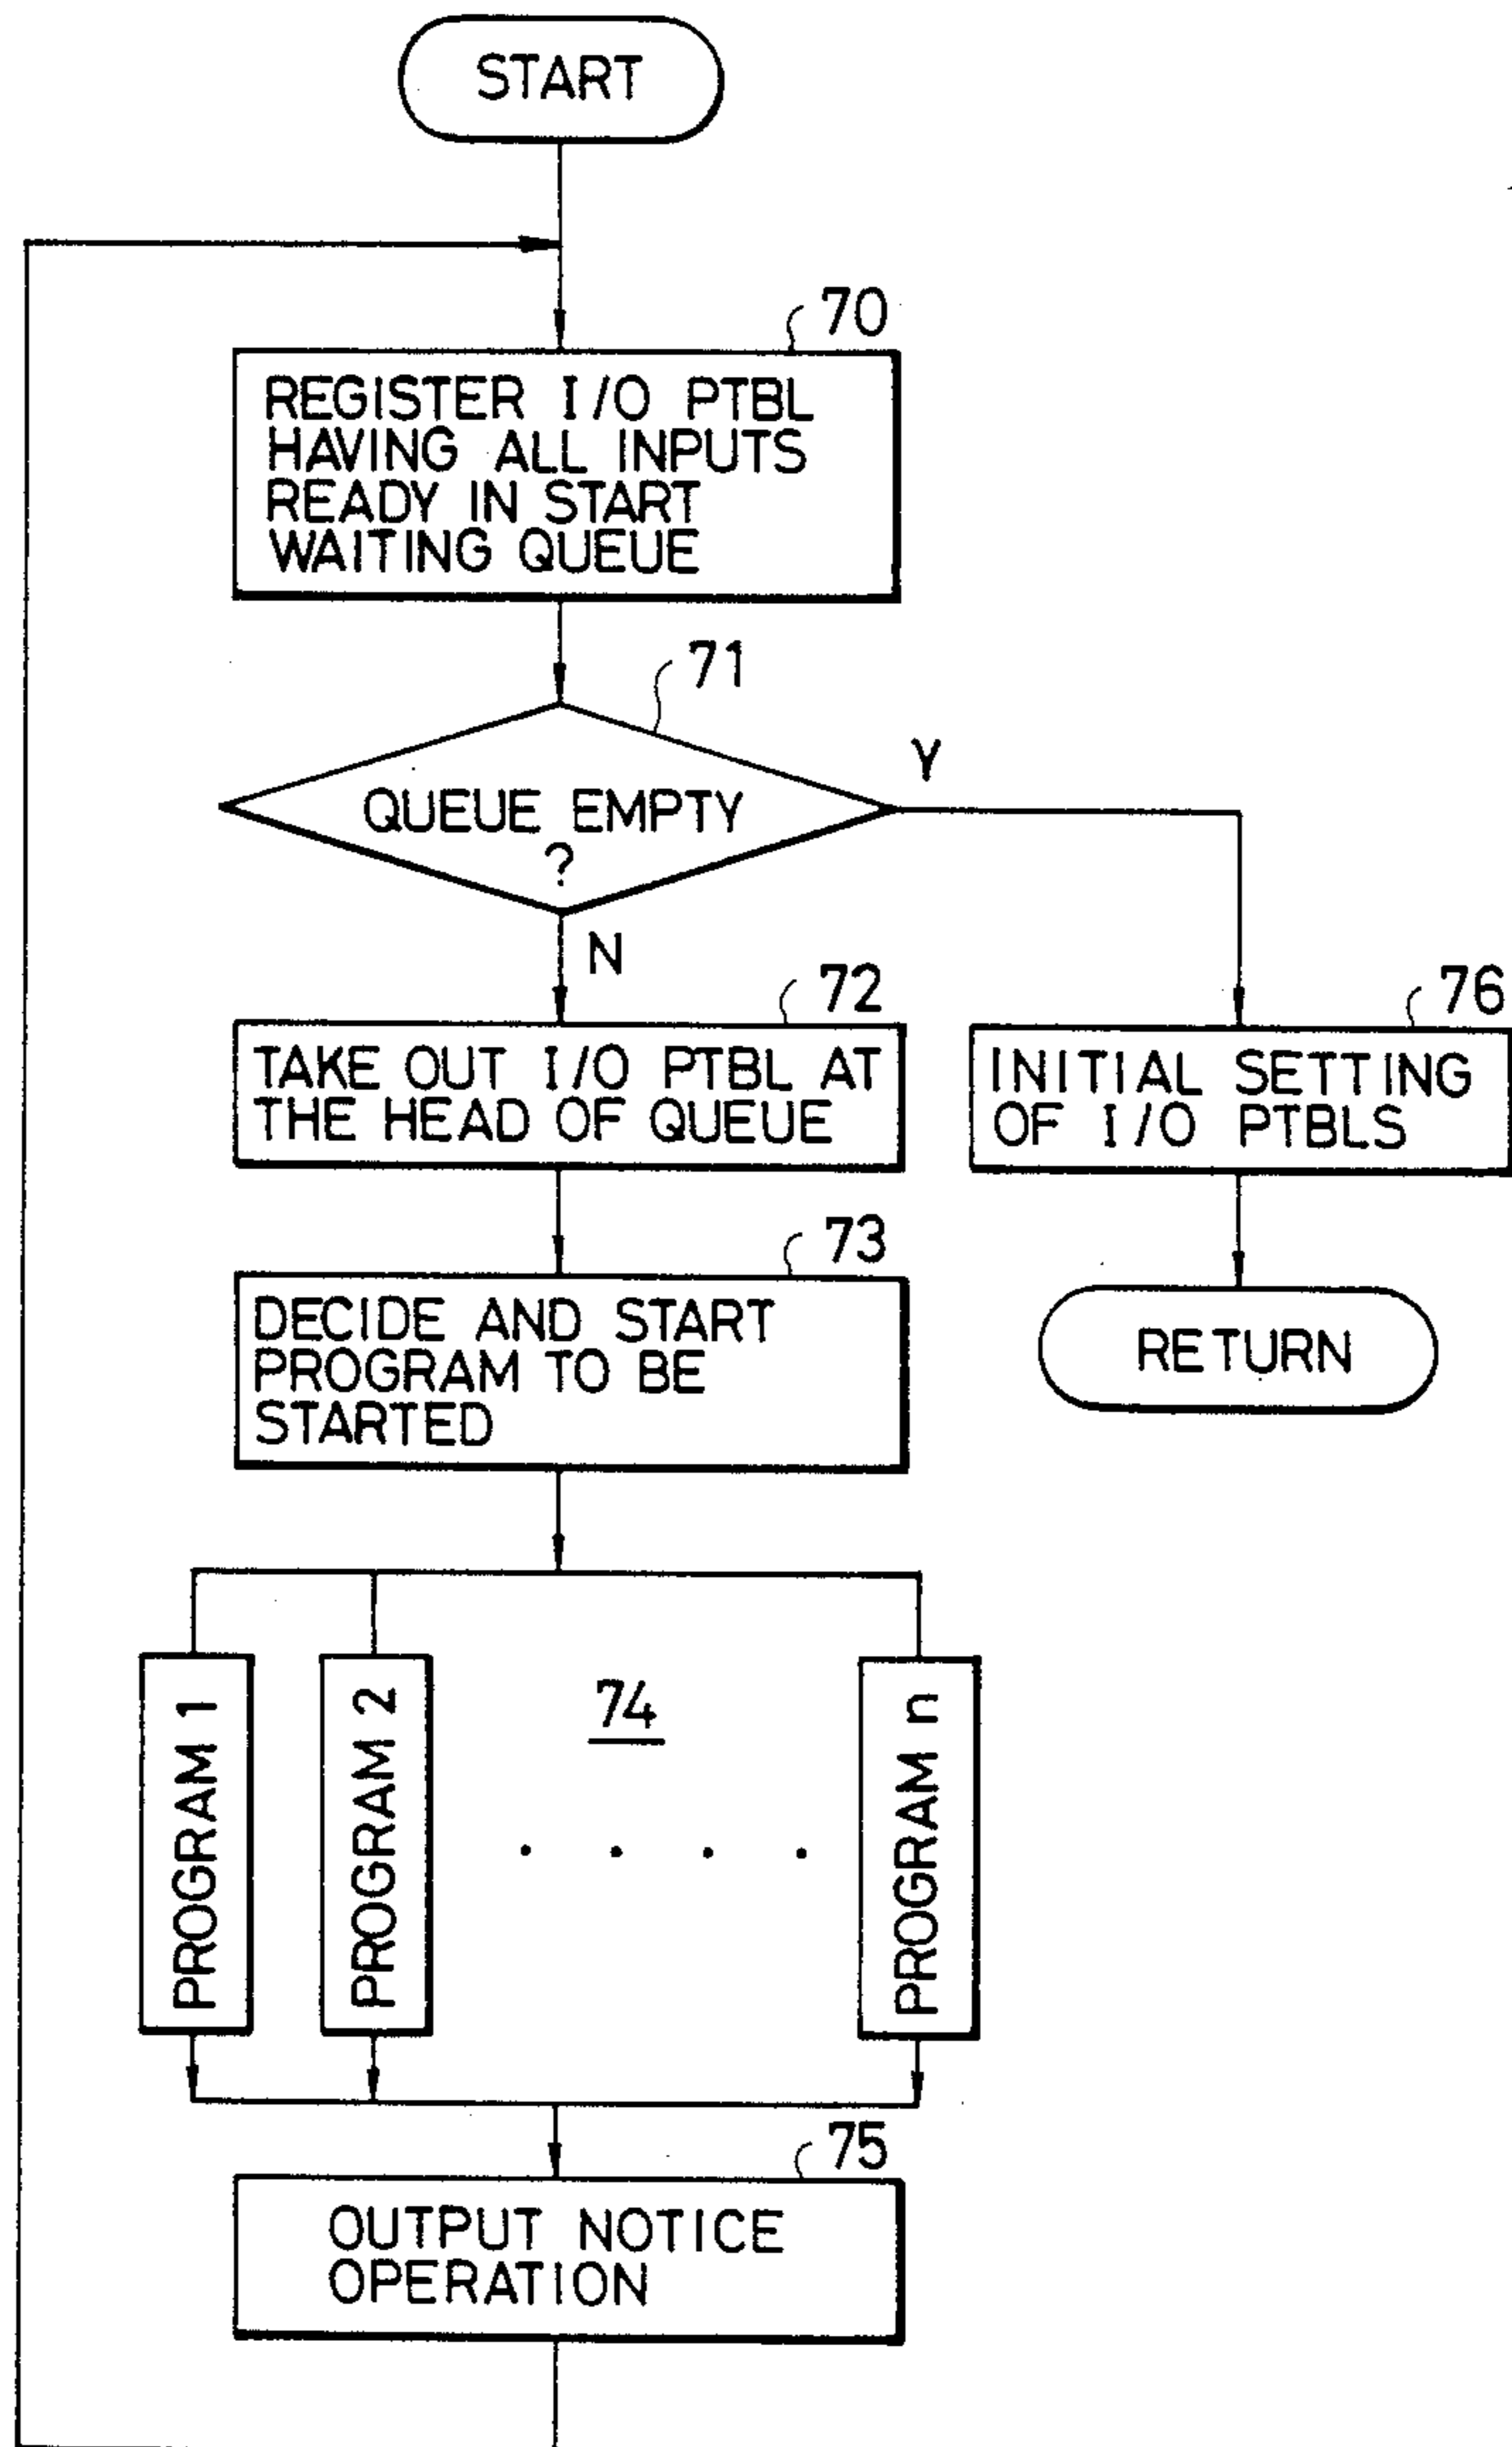 START
70
REGISTER I/O PTBL
HAVING ALL INPUTS
READY IN START
WAITING QUEUE
71
QUEUE EMPTY
?
Y
N
72
TAKE OUT I/O PTBL AT
THE HEAD OF QUEUE
76
INITIAL SETTING
OF I/O PTBLS
73
DECIDE AND START
PROGRAM TO BE
STARTED
RETURN
PROGRAM 1
PROGRAM 2
74
. . . .
PROGRAM n
75
OUTPUT NOTICE
OPERATION